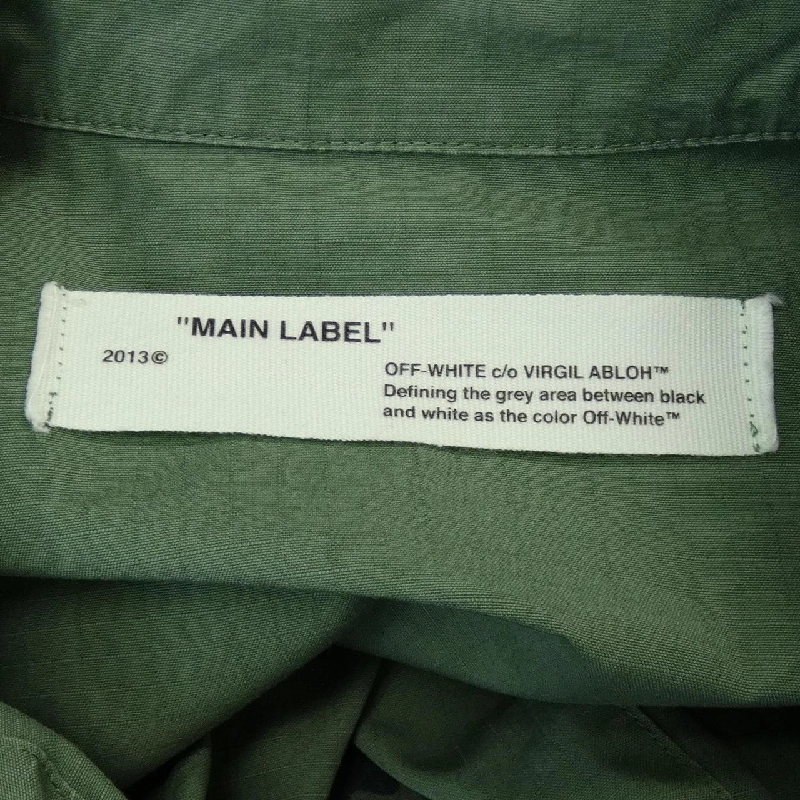 "MAIN LABEL"
2013©
OFF-WHITE c/o VIRGIL ABLOH™
Defining the grey area between black
and white as the color Off-White™